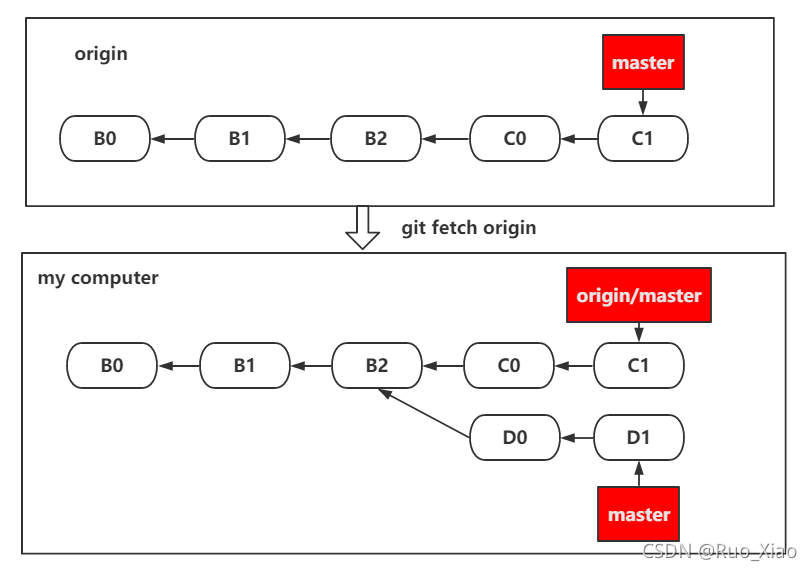 origin
master
B0
B1
B2
C0
C1
git fetch origin
my computer
origin/master
B0
B1
B2
C0
C1
D0
D1
master
CSDN @Ruo_Xiao